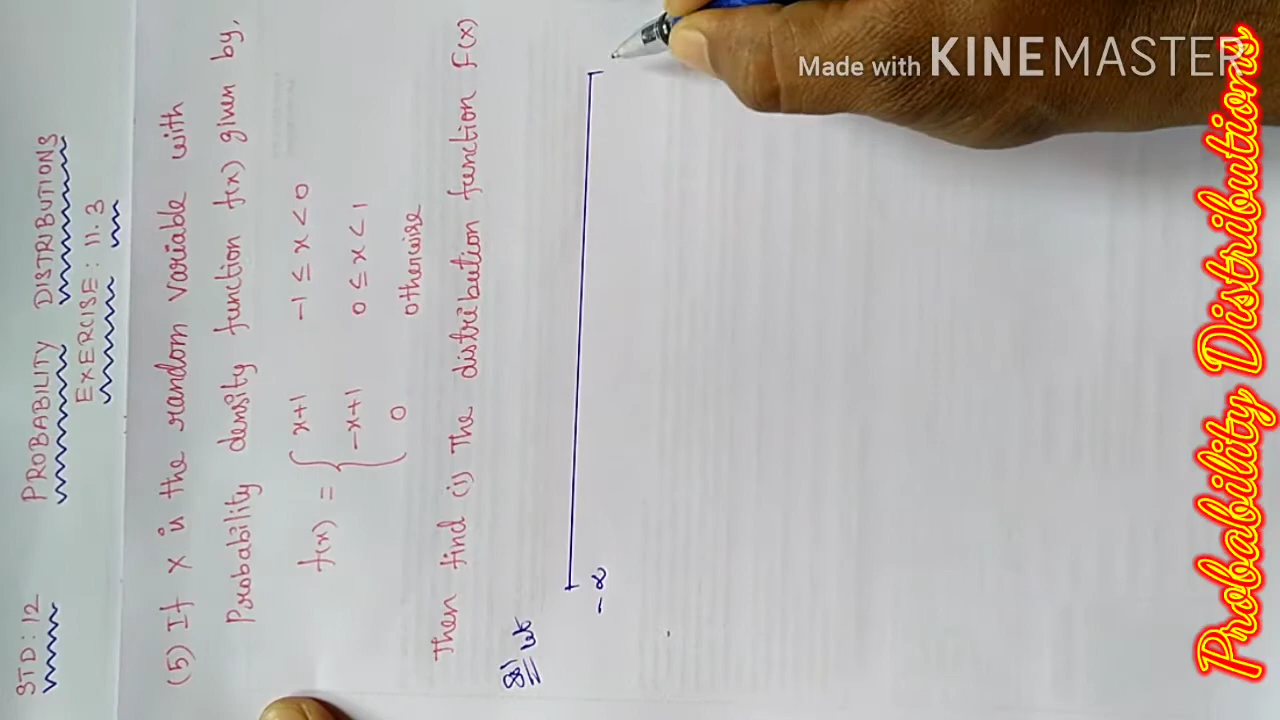 STD: 12 PROBABILITY DISTRIBUTIONS
EXERCISE: 11.3
(5) If X is the random variable with
Probability density function f(x) given by,
f(x) = { x+1 -1 ≤ x < 0
-x+1 0 ≤ x < 1
0 otherwise
Then find (i) The distribution function F(x)
Sol
-∞
Made with KINEMASTER
Probability Distributions